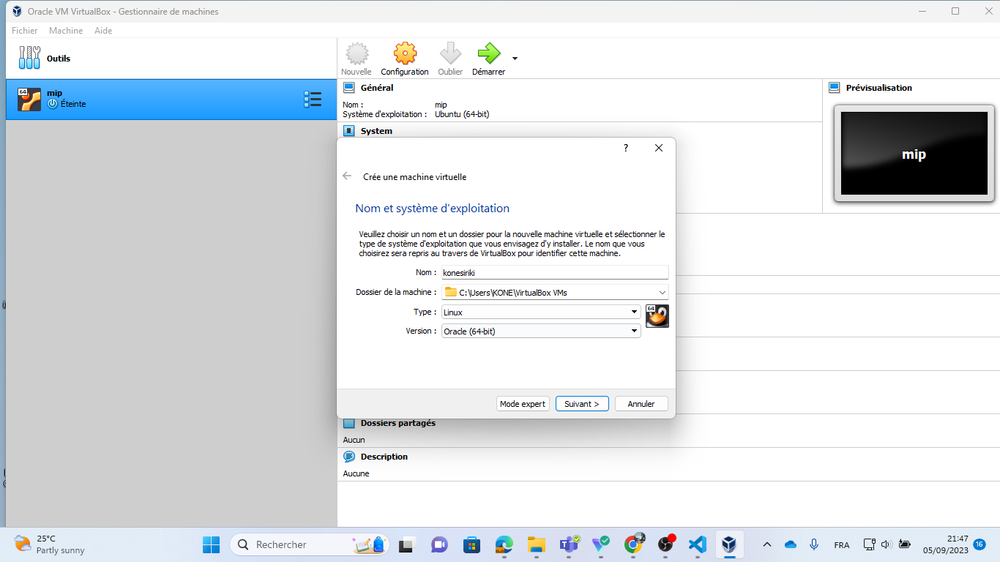 Oracle VM VirtualBox - Gestionnaire de machines
Fichier Machine Aide
Outils
Nouvelle Configuration Oublier Démarrer
64 mip
Éteinte
Général
Nom : mip
Système d'exploitation : Ubuntu (64-bit)
System
Prévisualisation
mip
?
Crée une machine virtuelle
Nom et système d'exploitation
Veuillez choisir un nom et un dossier pour la nouvelle machine virtuelle et sélectionner le
type de système d'exploitation que vous envisagez d'y installer. Le nom que vous
choisirez sera repris au travers de VirtualBox pour identifier cette machine.
Nom : konesiriki
Dossier de la machine : C:\Users\KONE\VirtualBox VMs
Type : Linux
64
Version : Oracle (64-bit)
Mode expert Suivant > Annuler
Dossiers partagés
Aucun
Description
Aucune
25°C
Partly sunny
Rechercher
FRA
21:47
05/09/2023
16